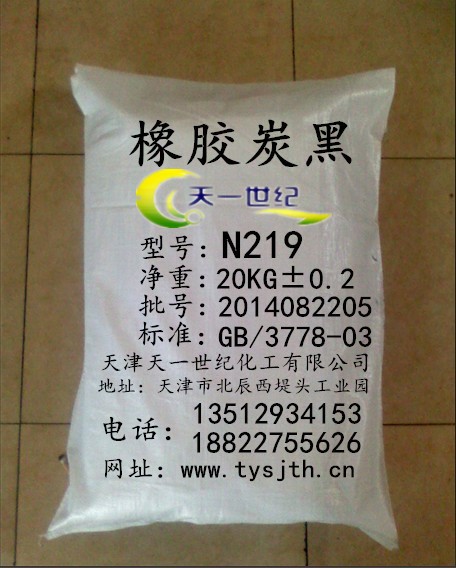 橡胶炭黑
天一世纪
型号：N219
净重：20KG±0.2
批号：2014082205
标准：GB/3778-03
天津天一世纪化工有限公司
地址：天津市北辰西堤头工业园
电话：13512934153
18822755626
网址：www.tysjth.cn